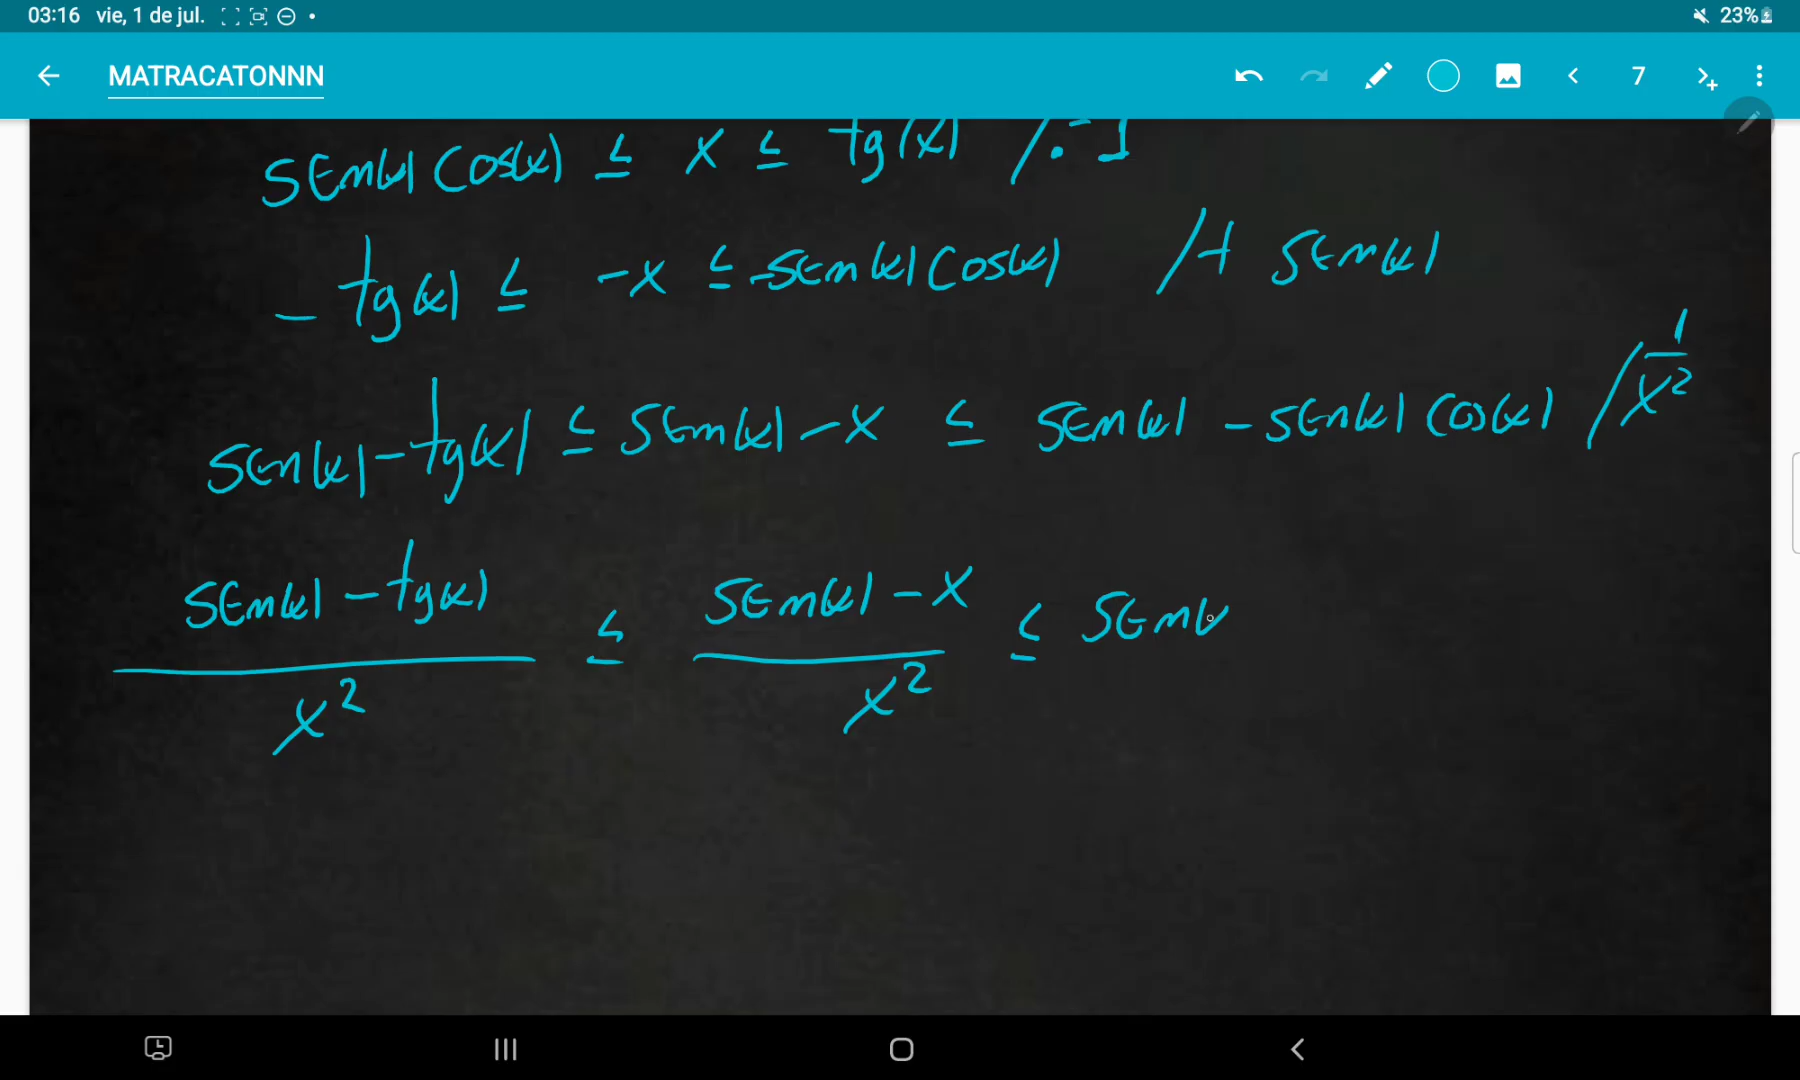 03:16 vie, 1 de jul. 23%
MATRACATONNN 7
sen(x) cos(x) ≤ x ≤ tg(x) /·-1
-tg(x) ≤ -x ≤ -sen(x) cos(x) /+ sen(x)
sen(x) - tg(x) ≤ sen(x) - x ≤ sen(x) - sen(x) cos(x) / 1/x²
(sen(x) - tg(x))/x² ≤ (sen(x) - x)/x² ≤ sen(